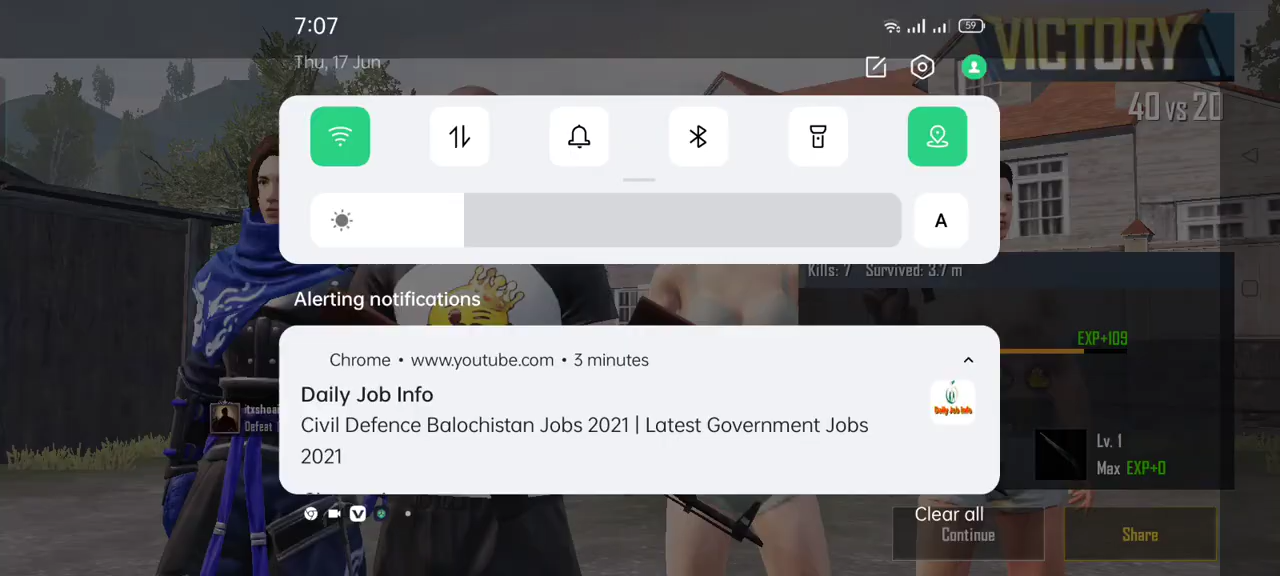 7:07
59
Thu, 17 Jun
VICTORY
40 vs 20
A
Kills: 7 Survived: 3.7 m
Alerting notifications
EXP+109
Chrome • www.youtube.com • 3 minutes
Daily Job Info
Daily Job Info
Civil Defence Balochistan Jobs 2021 | Latest Government Jobs
2021
itxshoai
Defeat
Lv. 1
Max EXP+0
Clear all
Continue
Share